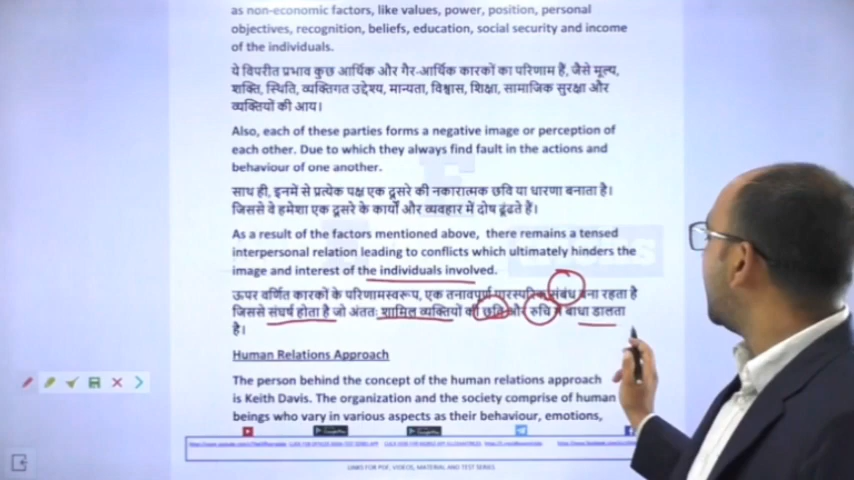 as non-economic factors, like values, power, position, personal
objectives, recognition, beliefs, education, social security and income
of the individuals.
ये विपरीत प्रभाव कुछ आर्थिक और गैर-आर्थिक कारकों का परिणाम हैं, जैसे मूल्य,
शक्ति, स्थिति, व्यक्तिगत उद्देश्य, मान्यता, विश्वास, शिक्षा, सामाजिक सुरक्षा और
व्यक्तियों की आय।
Also, each of these parties forms a negative image or perception of
each other. Due to which they always find fault in the actions and
behaviour of one another.
साथ ही, इनमें से प्रत्येक पक्ष एक दूसरे की नकारात्मक छवि या धारणा बनाता है।
जिससे वे हमेशा एक दूसरे के कार्यों और व्यवहार में दोष ढूंढते हैं।
As a result of the factors mentioned above, there remains a tensed
interpersonal relation leading to conflicts which ultimately hinders the
image and interest of the individuals involved.
ऊपर वर्णित कारकों के परिणामस्वरूप, एक तनावपूर्ण पारस्परिक संबंध बना रहता है
जिससे संघर्ष होता है जो अंततः शामिल व्यक्तियों की छवि और रुचि में बाधा डालता
है।
Human Relations Approach
The person behind the concept of the human relations approach
is Keith Davis. The organization and the society comprise of human
beings who vary in various aspects as their behaviour, emotions,
LINKS FOR PDF, VIDEOS, MATERIAL AND TEST SERIES